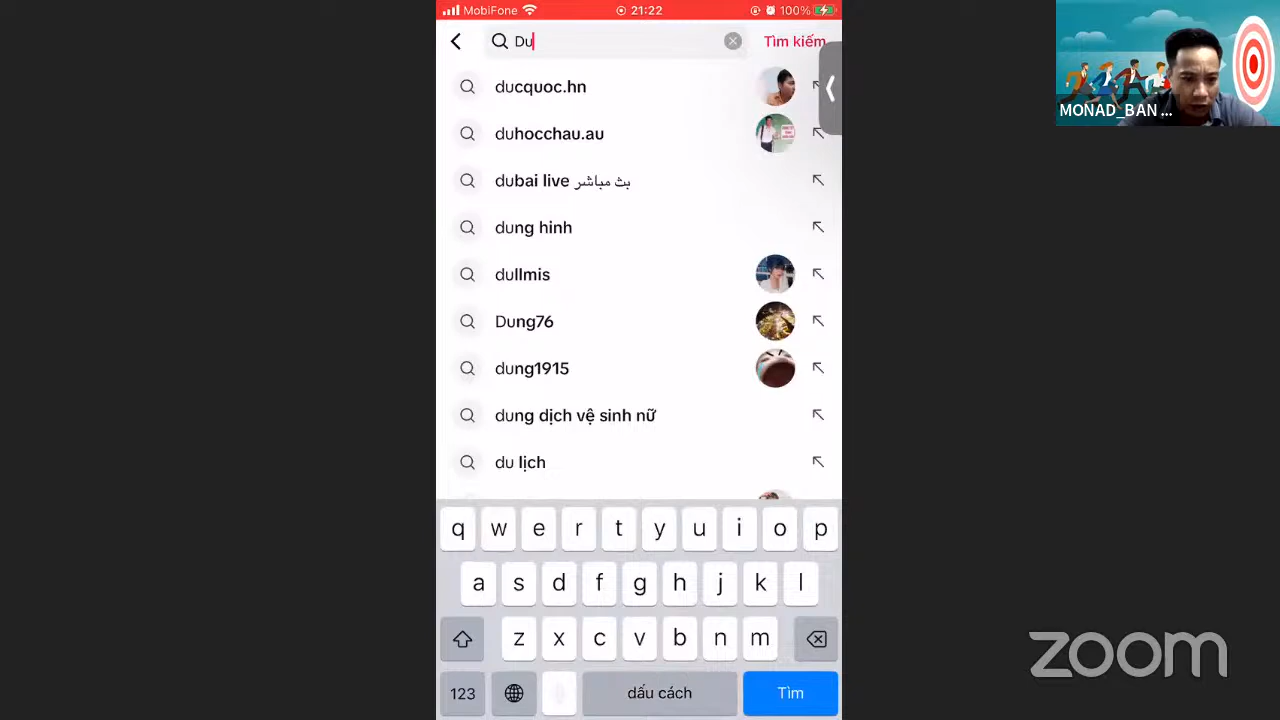 MobiFone 21:22 100%
Du Tìm kiếm
ducquoc.hn
duhocchau.au
dubai live بث مباشر
dung hinh
dullmis
Dung76
dung1915
dung dịch vệ sinh nữ
du lịch
q w e r t y u i o p
a s d f g h j k l
z x c v b n m
123 dấu cách Tìm
MONAD_BAN ...
zoom